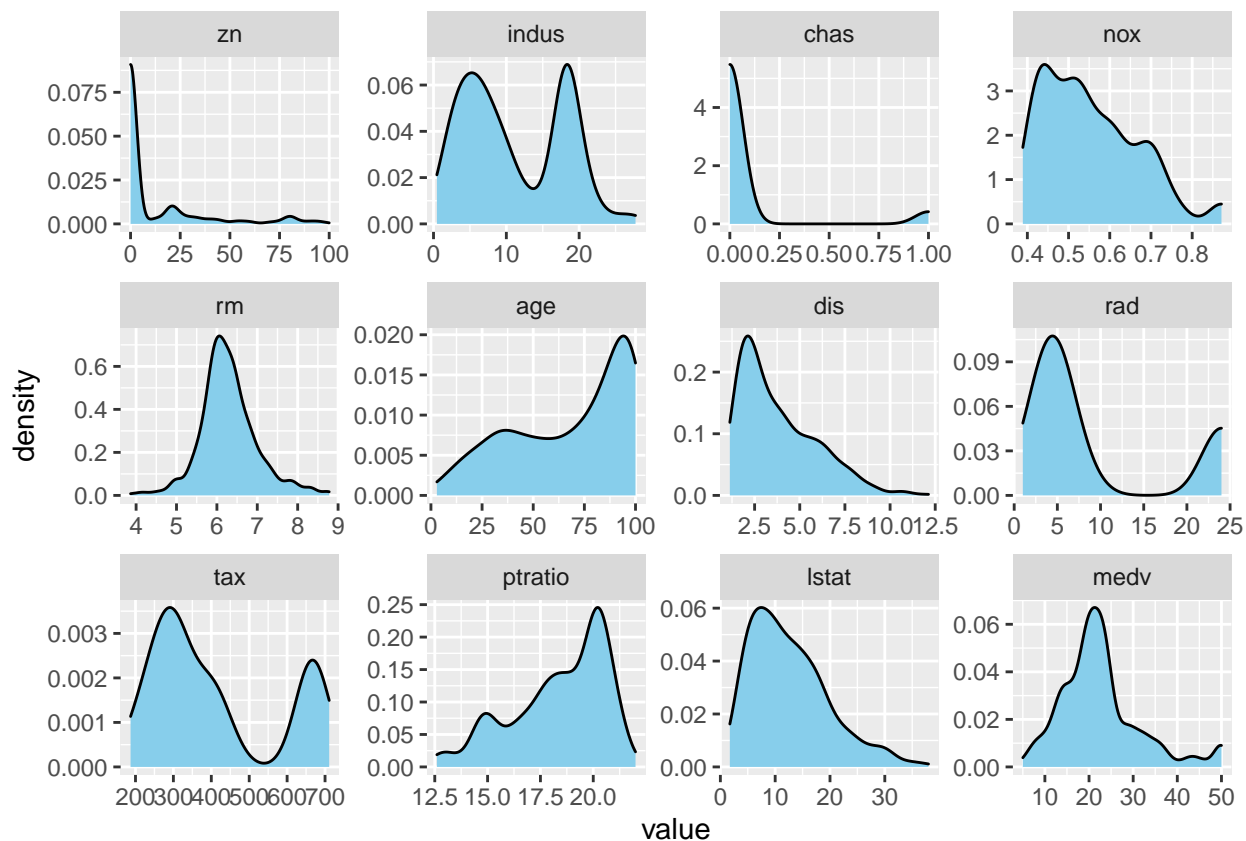 zn indus chas nox
0.075 0.050 0.025 0.000
0.06 0.04 0.02 0.00
4 2 0
3 2 1 0
0 25 50 75 100
0 10 20
0.00 0.25 0.50 0.75 1.00
0.4 0.5 0.6 0.7 0.8
rm age dis rad
0.6 0.4 0.2 0.0
0.020 0.015 0.010 0.005 0.000
0.2 0.1 0.0
0.09 0.06 0.03 0.00
4 5 6 7 8 9
0 25 50 75 100
2.5 5.0 7.5 10.0 12.5
0 5 10 15 20 25
density
tax ptratio lstat medv
0.003 0.002 0.001 0.000
0.25 0.20 0.15 0.10 0.05 0.00
0.06 0.04 0.02 0.00
0.06 0.04 0.02 0.00
200 300 400 500 600 700
12.5 15.0 17.5 20.0
0 10 20 30
10 20 30 40 50
value